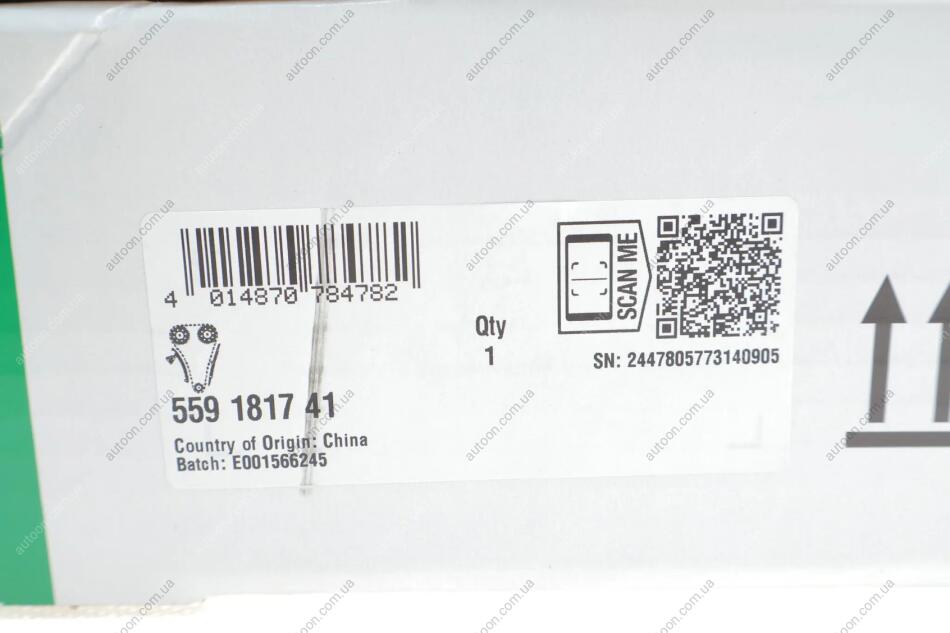 4 014870 784782
Qty
1
SCAN ME
SN: 2447805773140905
559 1817 41
Country of Origin: China
Batch: E001566245
autoon.com.ua